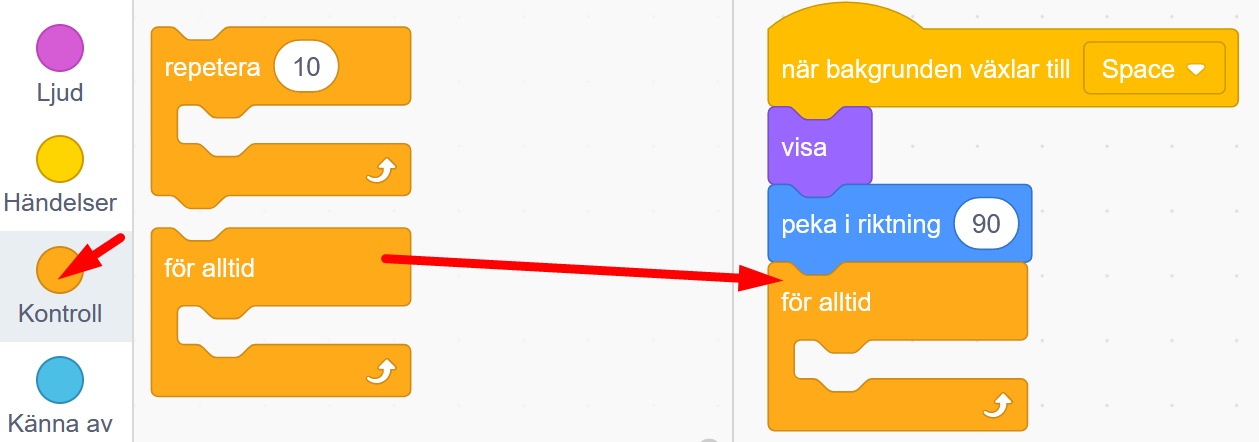 Ljud
Händelser
Kontroll
Känna av
repetera 10
för alltid
när bakgrunden växlar till Space
visa
peka i riktning 90
för alltid